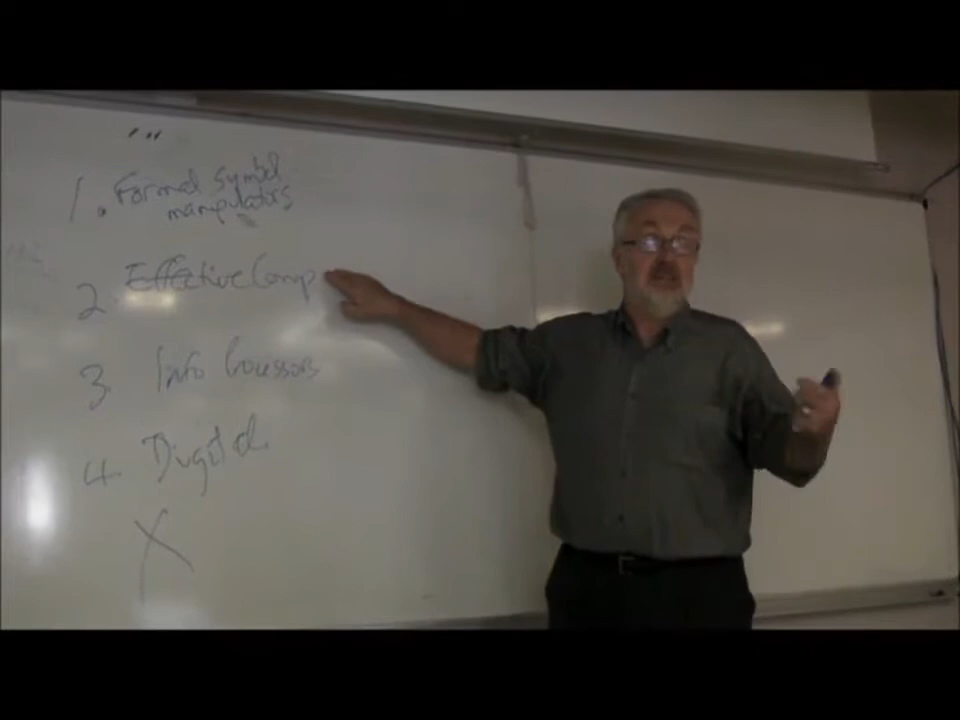 1. Formal Symbol
manipulators
2 Effective Comp
3 Info Processors
4. Digital
X